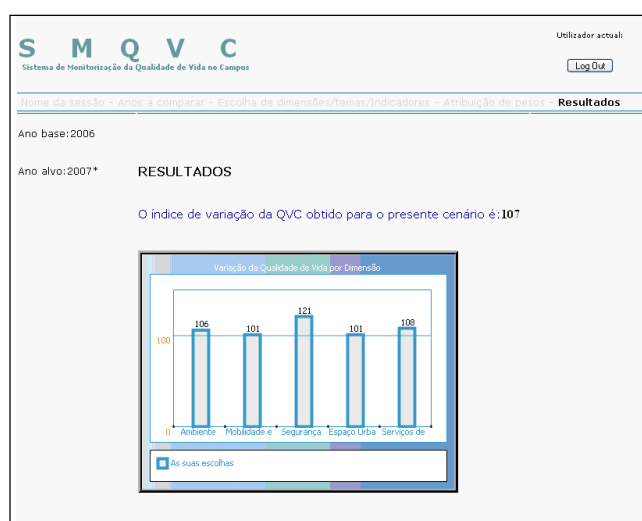 Utilizador actual:
S M Q V C
Sistema de Monitorização da Qualidade de Vida no Campus
Log Out
Nome da sessão - Anos a comparar - Escolha de dimensões/temas/Indicadores - Atribuição de pesos - Resultados
Ano base:2006
Ano alvo:2007*
RESULTADOS
O índice de variação da QVC obtido para o presente cenário é:107
Variação da Qualidade de Vida por Dimensão
106 101 121 101 108
100
0
Ambiente Mobilidade e Segurança Espaço Urba Serviços de
As suas escolhas